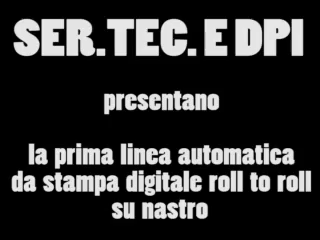 SER.TEC. E DPI
presentano
la prima linea automatica
da stampa digitale roll to roll
su nastro